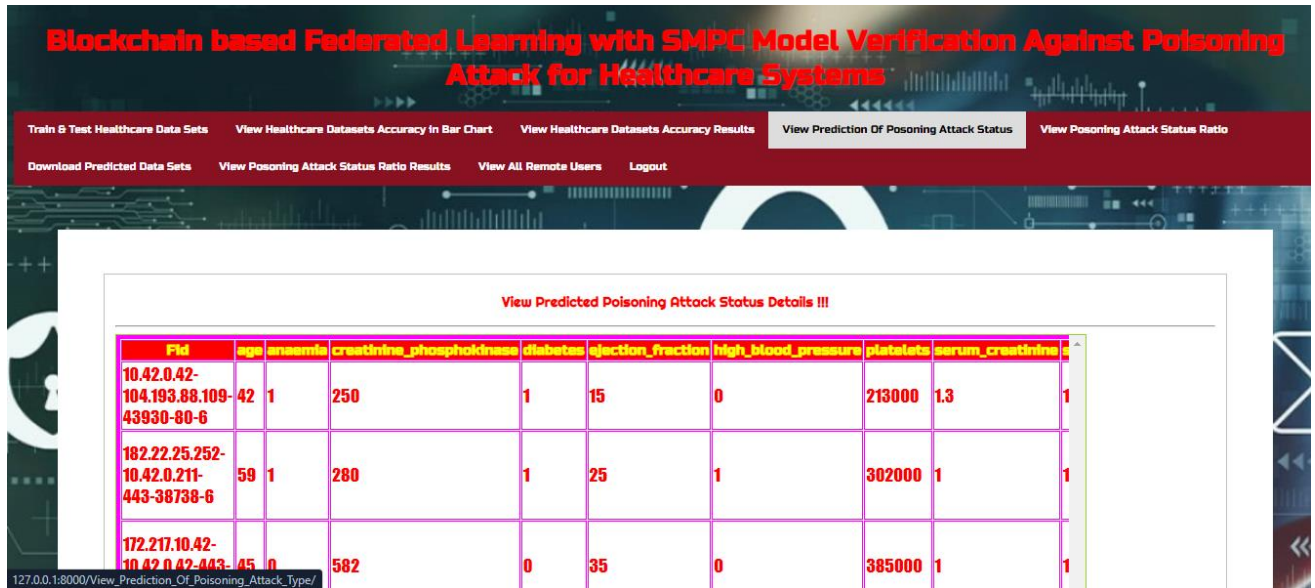 Blockchain based Federated Learning with SMPC Model Verification Against Poisoning
Attack for Healthcare Systems
Train & Test Healthcare Data Sets View Healthcare Datasets Accuracy in Bar Chart View Healthcare Datasets Accuracy Results View Prediction Of Posoning Attack Status View Posoning Attack Status Ratio
Download Predicted Data Sets View Posoning Attack Status Ratio Results View All Remote Users Logout
View Predicted Poisoning Attack Status Details !!!
Fid age anaemia creatinine_phosphokinase diabetes ejection_fraction high_blood_pressure platelets serum_creatinine s
10.42.0.42-
104.193.88.109- 42 1 250 1 15 0 213000 1.3 1
43930-80-6
182.22.25.252-
10.42.0.211- 59 1 280 1 25 1 302000 1 1
443-38738-6
172.217.10.42-
10.42.0.42-443- 45 0 582 0 35 0 385000 1 1
127.0.0.1:8000/View_Prediction_Of_Poisoning_Attack_Type/